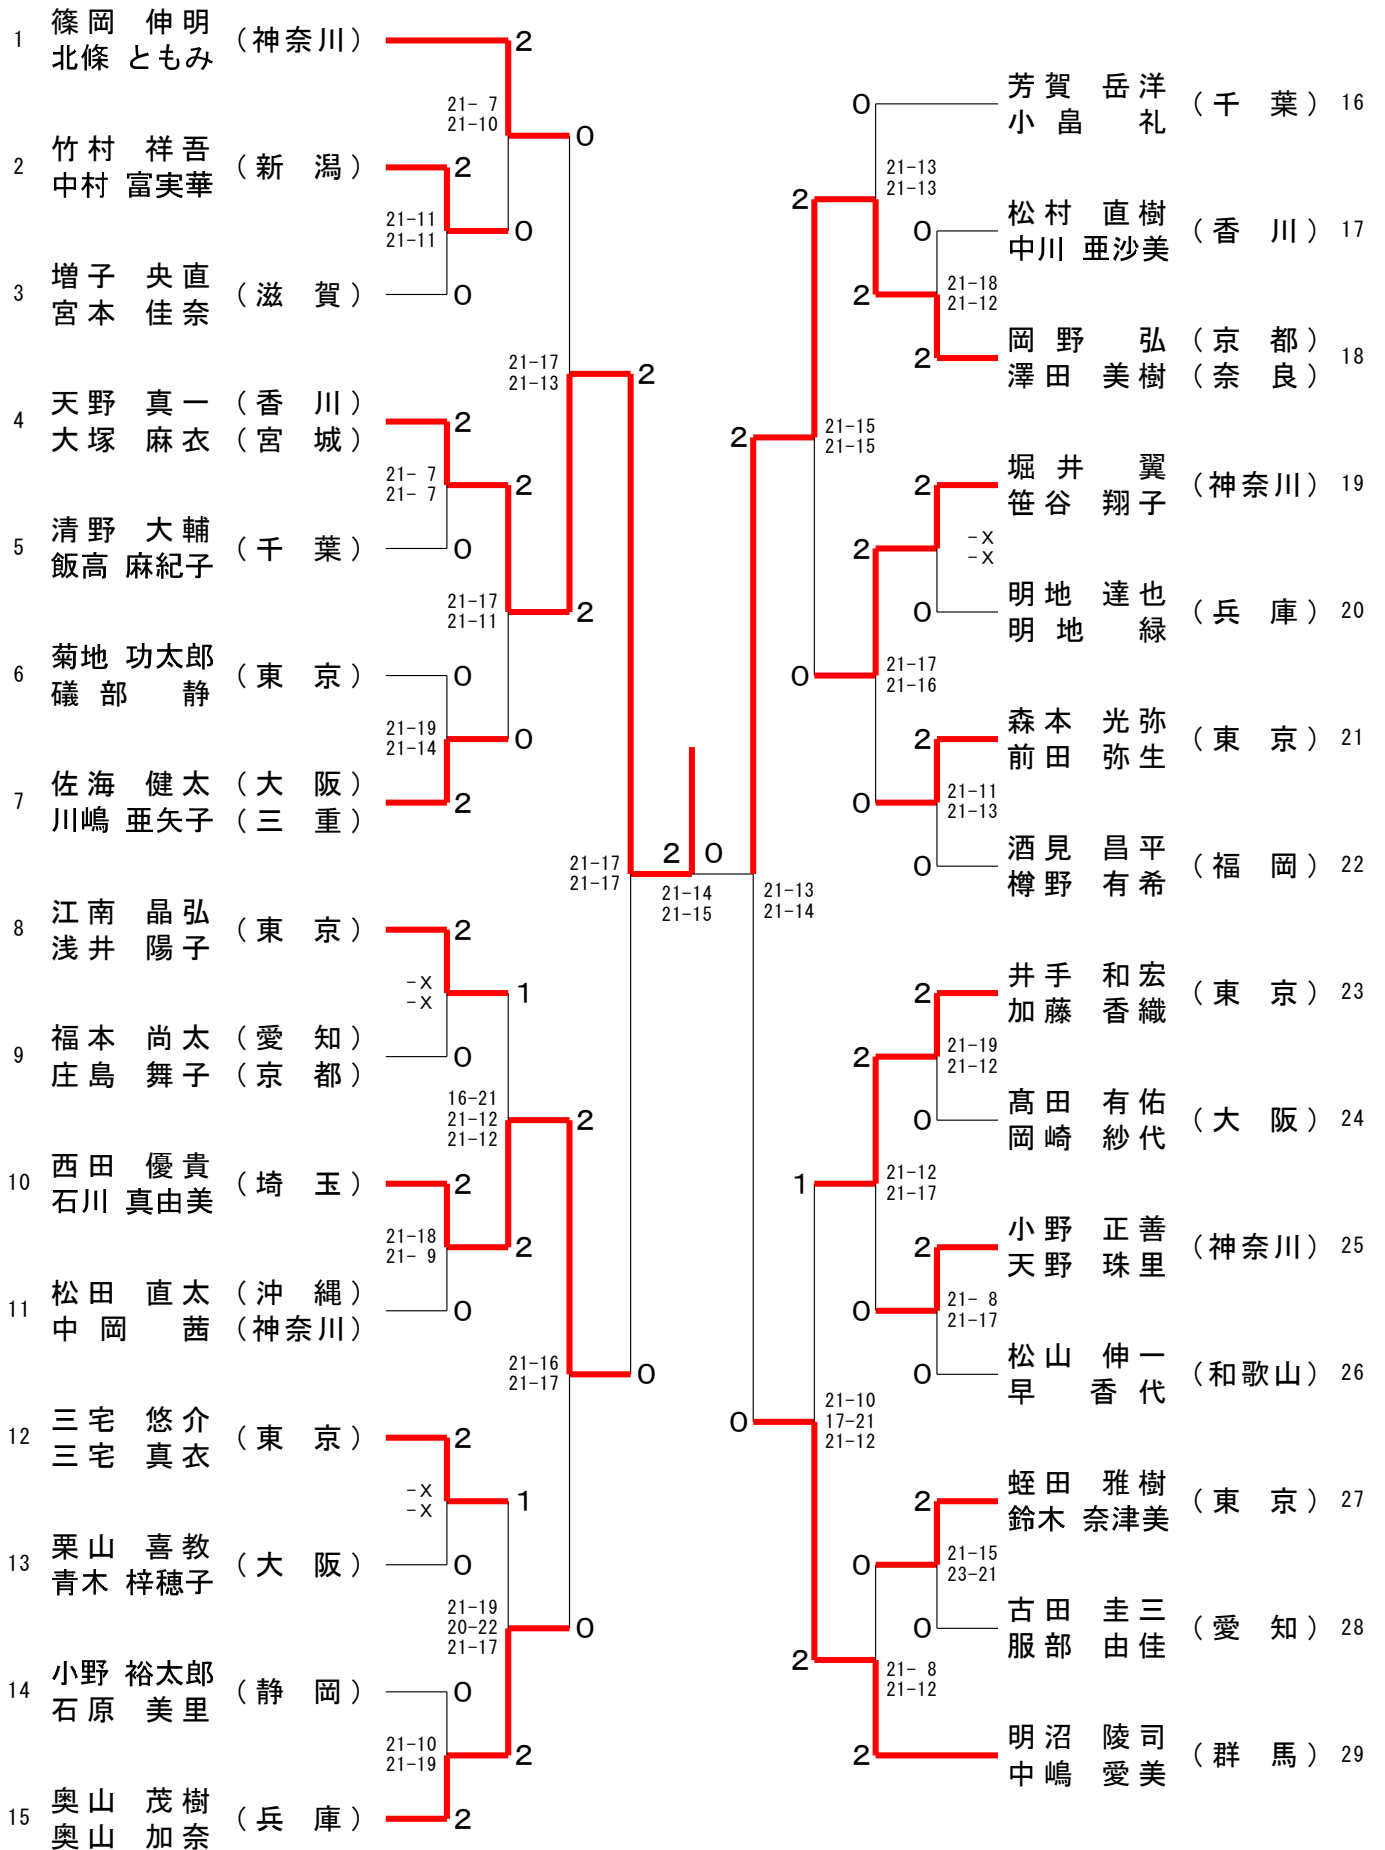 1 篠岡 伸明 (神奈川) 2
北條 ともみ
21- 7
21-10
0
2 竹村 祥吾 (新 潟) 2
中村 富実華
21-11
21-11
0
3 増子 央直 (滋 賀) 0
宮本 佳奈
21-17
21-13
2
4 天野 真一 (香 川) 2
大塚 麻衣 (宮 城)
21- 7
21- 7
2
5 清野 大輔 (千 葉) 0
飯高 麻紀子
21-17
21-11
2
6 菊地 功太郎 (東 京) 0
礒部 静
21-19
21-14
0
7 佐海 健太 (大 阪) 2
川嶋 亜矢子 (三 重)
21-17
21-17
2 0
21-14
21-15
8 江南 晶弘 (東 京) 2
浅井 陽子
-X
-X
1
9 福本 尚太 (愛 知) 0
庄島 舞子 (京 都)
16-21
21-12
21-12
2
10 西田 優貴 (埼 玉) 2
石川 真由美
21-18
21- 9
2
11 松田 直太 (沖 縄) 0
中岡 茜 (神奈川)
21-16
21-17
0
12 三宅 悠介 (東 京) 2
三宅 真衣
-X
-X
1
13 栗山 喜教 (大 阪) 0
青木 梓穂子
21-19
20-22
21-17
0
14 小野 裕太郎 (静 岡) 0
石原 美里
21-10
21-19
2
15 奥山 茂樹 (兵 庫) 2
奥山 加奈
0 芳賀 岳洋 (千 葉) 16
小畠 礼
2
21-13
21-13
0 松村 直樹 (香 川) 17
中川 亜沙美
2
21-18
21-12
2 岡野 弘 (京 都) 18
澤田 美樹 (奈 良)
2
21-15
21-15
2 堀井 翼 (神奈川) 19
笹谷 翔子
2
-X
-X
0 明地 達也 (兵 庫) 20
明地 緑
0
21-17
21-16
2 森本 光弥 (東 京) 21
前田 弥生
0
21-11
21-13
0 酒見 昌平 (福 岡) 22
樽野 有希
21-13
21-14
2 井手 和宏 (東 京) 23
加藤 香織
2
21-19
21-12
0 髙田 有佑 (大 阪) 24
岡崎 紗代
1
21-12
21-17
2 小野 正善 (神奈川) 25
天野 珠里
0
21- 8
21-17
0 松山 伸一 (和歌山) 26
早 香代
0
21-10
17-21
21-12
2 蛭田 雅樹 (東 京) 27
鈴木 奈津美
0
21-15
23-21
0 古田 圭三 (愛 知) 28
服部 由佳
2
21- 8
21-12
2 明沼 陵司 (群 馬) 29
中嶋 愛美